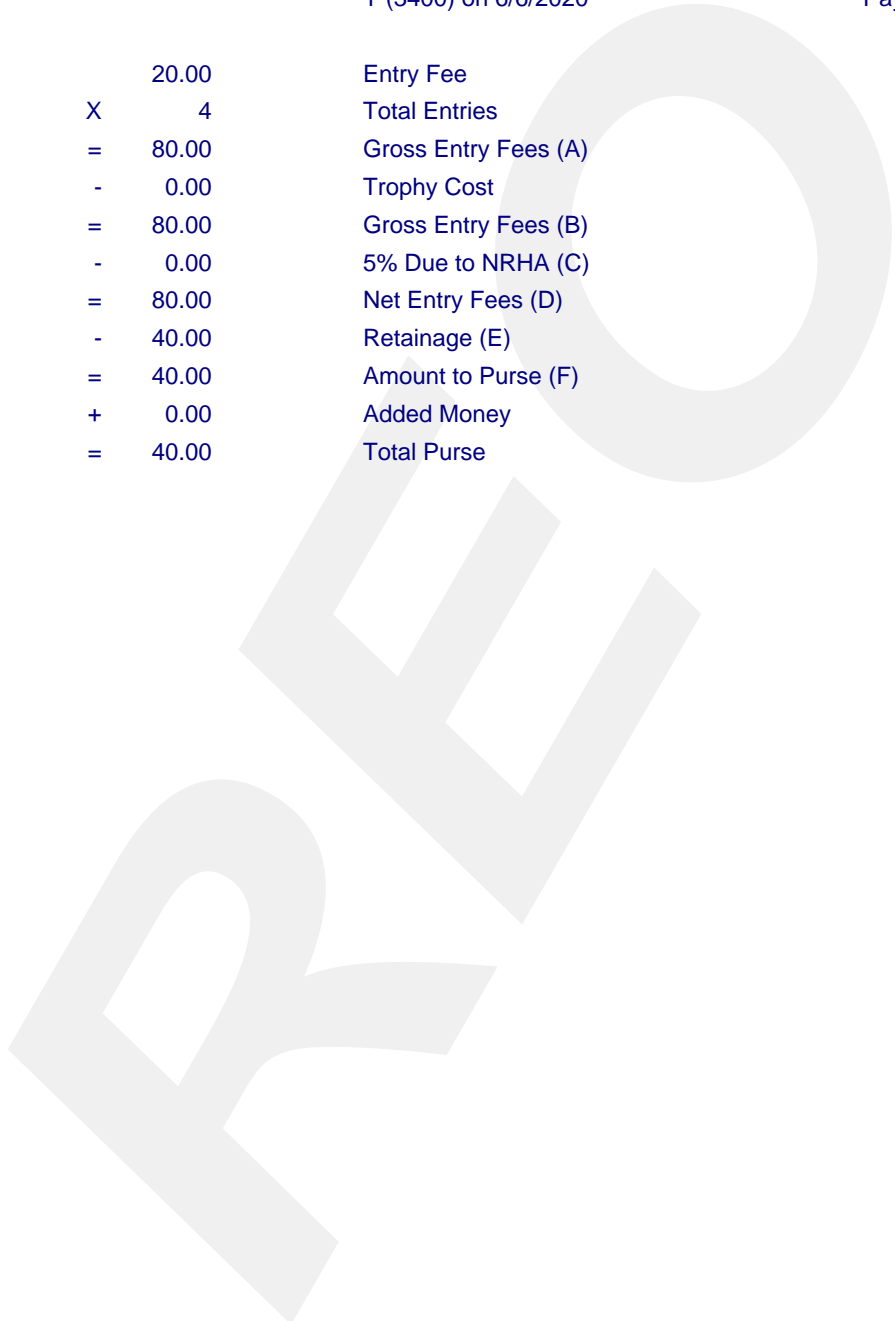 20.00 Entry Fee
X 4 Total Entries
= 80.00 Gross Entry Fees (A)
- 0.00 Trophy Cost
= 80.00 Gross Entry Fees (B)
- 0.00 5% Due to NRHA (C)
= 80.00 Net Entry Fees (D)
- 40.00 Retainage (E)
= 40.00 Amount to Purse (F)
+ 0.00 Added Money
= 40.00 Total Purse
REO